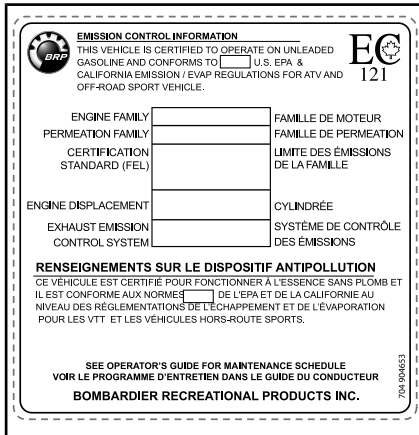 BRP
EMISSION CONTROL INFORMATION
THIS VEHICLE IS CERTIFIED TO OPERATE ON UNLEADED
GASOLINE AND CONFORMS TO U.S. EPA &
CALIFORNIA EMISSION / EVAP REGULATIONS FOR ATV AND
OFF-ROAD SPORT VEHICLE.
EC
121
ENGINE FAMILY FAMILLE DE MOTEUR
PERMEATION FAMILY FAMILLE DE PERMEATION
CERTIFICATION LIMITE DES ÉMISSIONS
STANDARD (FEL) DE LA FAMILLE
ENGINE DISPLACEMENT CYLINDRÉE
EXHAUST EMISSION SYSTÈME DE CONTRÔLE
CONTROL SYSTEM DES ÉMISSIONS
RENSEIGNEMENTS SUR LE DISPOSITIF ANTIPOLLUTION
CE VÉHICULE EST CERTIFIÉ POUR FONCTIONNER À L'ESSENCE SANS PLOMB ET
IL EST CONFORME AUX NORMES DE L'EPA ET DE LA CALIFORNIE AU
NIVEAU DES RÉGLEMENTATIONS DE L'ÉCHAPPEMENT ET DE L'ÉVAPORATION
POUR LES VTT ET LES VÉHICULES HORS-ROUTE SPORTS.
SEE OPERATOR'S GUIDE FOR MAINTENANCE SCHEDULE
VOIR LE PROGRAMME D'ENTRETIEN DANS LE GUIDE DU CONDUCTEUR
BOMBARDIER RECREATIONAL PRODUCTS INC.
704 904653